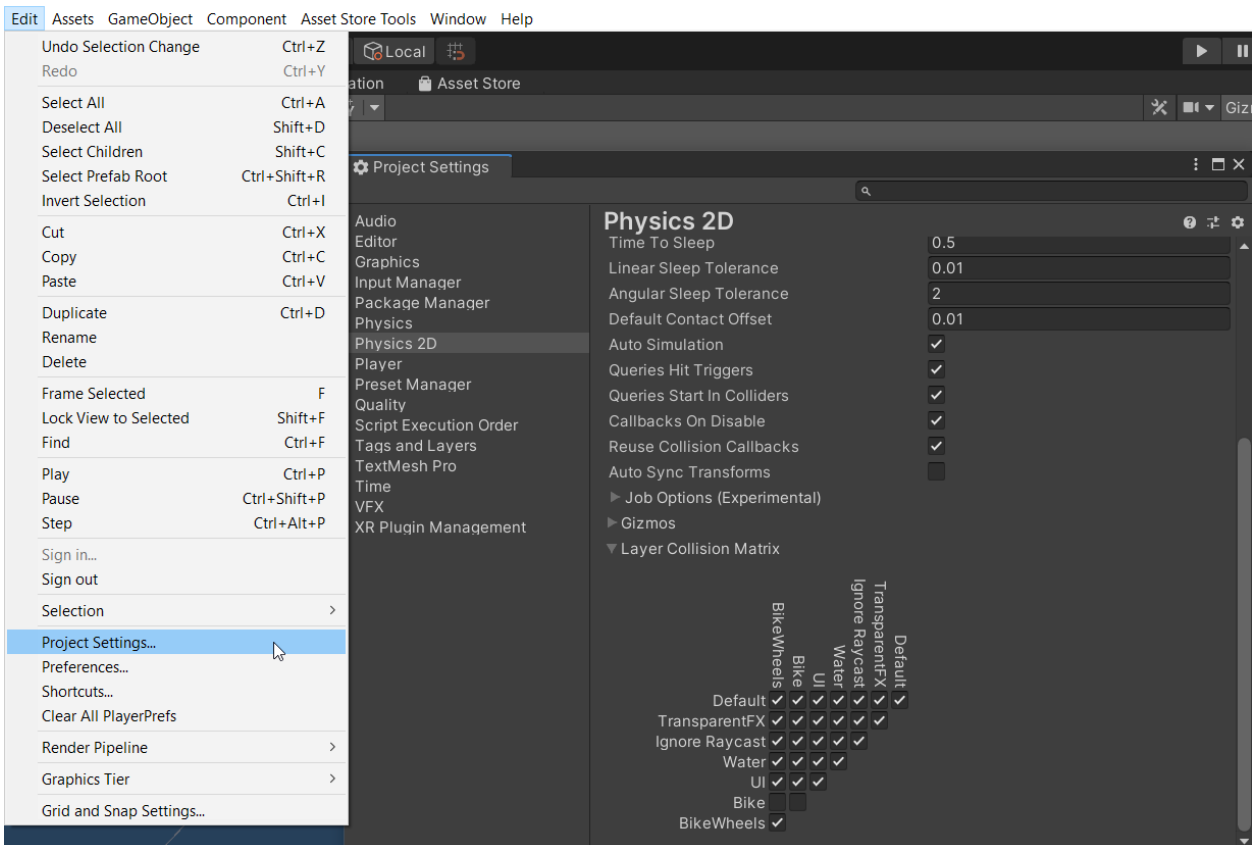 Edit Assets GameObject Component Asset Store Tools Window Help
Undo Selection Change Ctrl+Z
Redo Ctrl+Y
Select All Ctrl+A
Deselect All Shift+D
Select Children Shift+C
Select Prefab Root Ctrl+Shift+R
Invert Selection Ctrl+I
Cut Ctrl+X
Copy Ctrl+C
Paste Ctrl+V
Duplicate Ctrl+D
Rename
Delete
Frame Selected F
Lock View to Selected Shift+F
Find Ctrl+F
Play Ctrl+P
Pause Ctrl+Shift+P
Step Ctrl+Alt+P
Sign in...
Sign out
Selection
Project Settings...
Preferences...
Shortcuts...
Clear All PlayerPrefs
Render Pipeline
Graphics Tier
Grid and Snap Settings...
Local
ation Asset Store
Giz
Project Settings
Audio
Editor
Graphics
Input Manager
Package Manager
Physics
Physics 2D
Player
Preset Manager
Quality
Script Execution Order
Tags and Layers
TextMesh Pro
Time
VFX
XR Plugin Management
Physics 2D
Time To Sleep 0.5
Linear Sleep Tolerance 0.01
Angular Sleep Tolerance 2
Default Contact Offset 0.01
Auto Simulation
Queries Hit Triggers
Queries Start In Colliders
Callbacks On Disable
Reuse Collision Callbacks
Auto Sync Transforms
Job Options (Experimental)
Gizmos
Layer Collision Matrix
BikeWheels
Bike
UI
Water
Ignore Raycast
TransparentFX
Default
Default
TransparentFX
Ignore Raycast
Water
UI
Bike
BikeWheels